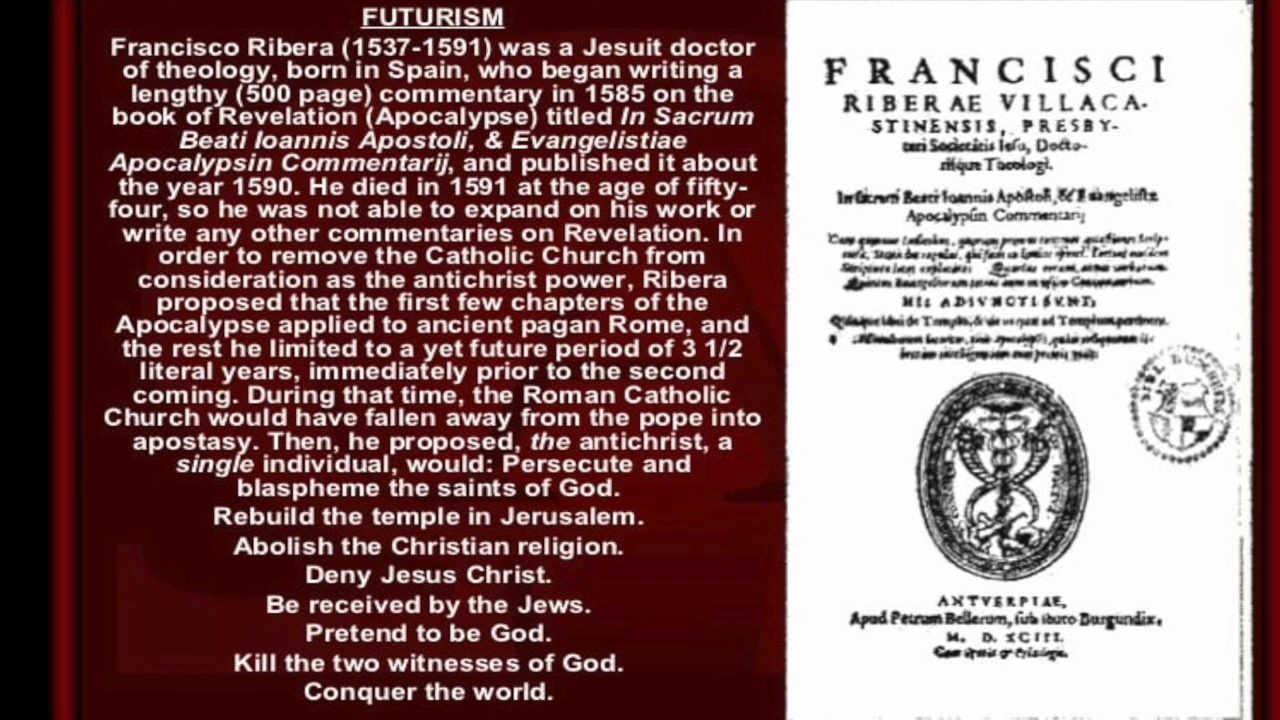 FUTURISM
Francisco Ribera (1537-1591) was a Jesuit doctor
of theology, born in Spain, who began writing a
lengthy (500 page) commentary in 1585 on the
book of Revelation (Apocalypse) titled In Sacrum
Beati Ioannis Apostoli, & Evangelistiae
Apocalypsin Commentarij, and published it about
the year 1590. He died in 1591 at the age of fifty-
four, so he was not able to expand on his work or
write any other commentaries on Revelation. In
order to remove the Catholic Church from
consideration as the antichrist power, Ribera
proposed that the first few chapters of the
Apocalypse applied to ancient pagan Rome, and
the rest he limited to a yet future period of 3 1/2
literal years, immediately prior to the second
coming. During that time, the Roman Catholic
Church would have fallen away from the pope into
apostasy. Then, he proposed, the antichrist, a
single individual, would: Persecute and
blaspheme the saints of God.
Rebuild the temple in Jerusalem.
Abolish the Christian religion.
Deny Jesus Christ.
Be received by the Jews.
Pretend to be God.
Kill the two witnesses of God.
Conquer the world.
FRANCISCI
RIBERAE VILLACA-
STINENSIS, PRESBY-
teri Societatis Iesu, Docto-
risque Theologi.
In sacrum Beati Ioannis Apostoli, & Euangelistæ
Apocalypsin Commentarij
HIS ADIVNCTI SVNT,
ANTVERPIAE,
Apud Petrum Bellerum, sub scuto Burgundiæ,
M. D. XCIII.